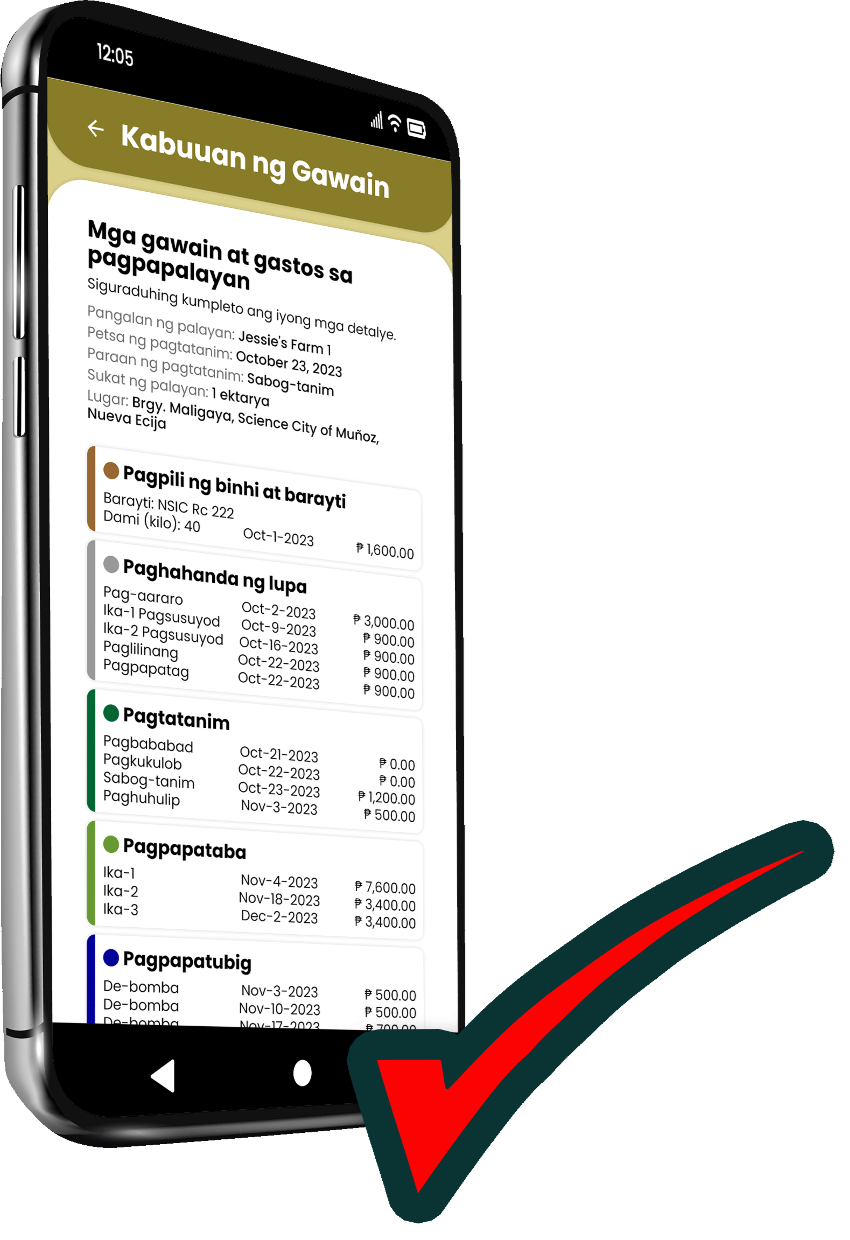 12:05
Kabuuan ng Gawain
Mga gawain at gastos sa
pagpapalayan
Siguraduhing kumpleto ang iyong mga detalye.
Pangalan ng palayan: Jessie's Farm 1
Petsa ng pagtatanim: October 23, 2023
Paraan ng pagtatanim: Sabog-tanim
Sukat ng palayan: 1 ektarya
Lugar: Brgy. Maligaya, Science City of Muñoz,
Nueva Ecija
Pagpili ng binhi at barayti
Barayti: NSIC Rc 222
Dami (kilo): 40 Oct-1-2023 ₱ 1,600.00
Paghahanda ng lupa
Pag-aararo Oct-2-2023 ₱ 3,000.00
Ika-1 Pagsusuyod Oct-9-2023 ₱ 900.00
Ika-2 Pagsusuyod Oct-16-2023 ₱ 900.00
Paglilinang Oct-22-2023 ₱ 900.00
Pagpapatag Oct-22-2023 ₱ 900.00
Pagtatanim
Pagbababad Oct-21-2023 ₱ 0.00
Pagkukulob Oct-22-2023 ₱ 0.00
Sabog-tanim Oct-23-2023 ₱ 1,200.00
Paghuhulip Nov-3-2023 ₱ 500.00
Pagpapataba
Ika-1 Nov-4-2023 ₱ 7,600.00
Ika-2 Nov-18-2023 ₱ 3,400.00
Ika-3 Dec-2-2023 ₱ 3,400.00
Pagpapatubig
De-bomba Nov-3-2023 ₱ 500.00
De-bomba Nov-10-2023 ₱ 500.00
De-bomba Nov-17-2023 ₱ 700.00